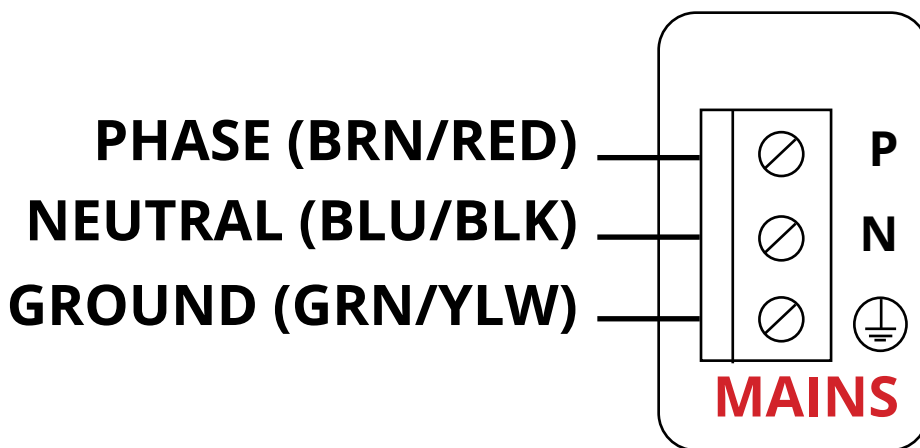 PHASE (BRN/RED) P
NEUTRAL (BLU/BLK) N
GROUND (GRN/YLW)
MAINS